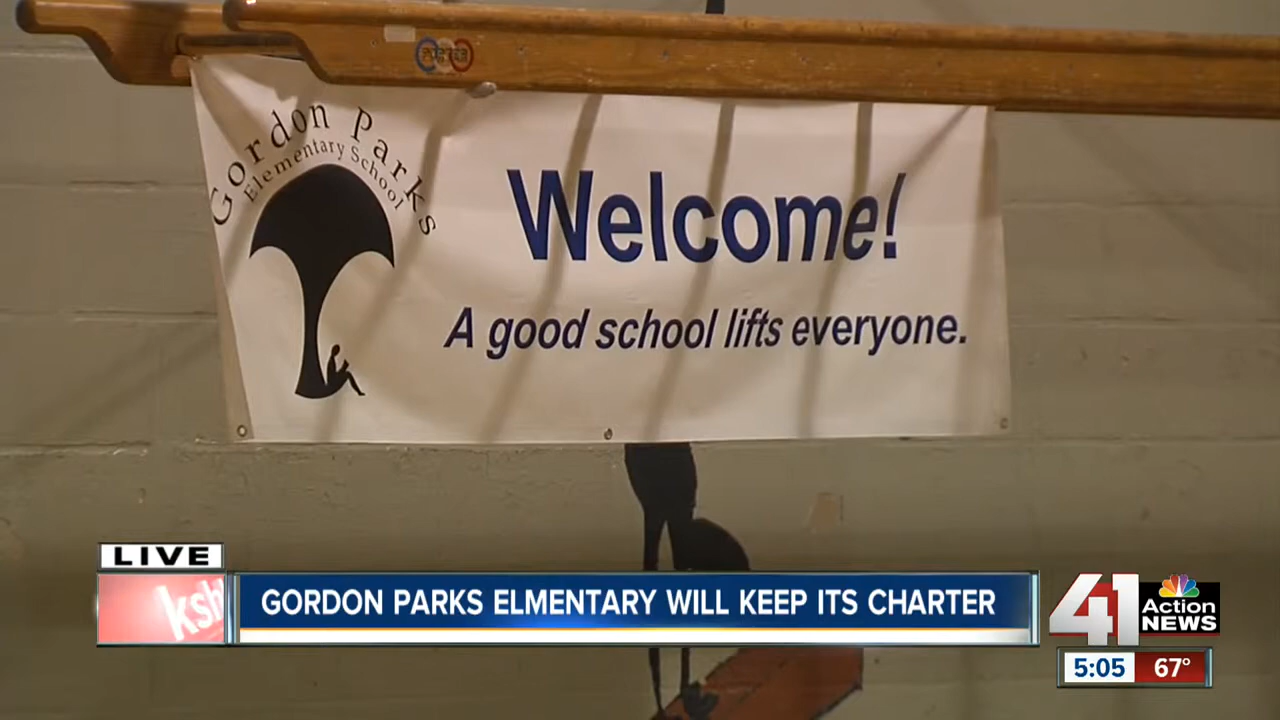 Gordon Parks
Elementary School
Welcome!
A good school lifts everyone.
LIVE
ksh
GORDON PARKS ELMENTARY WILL KEEP ITS CHARTER
41 Action
NEWS
5:05 67°